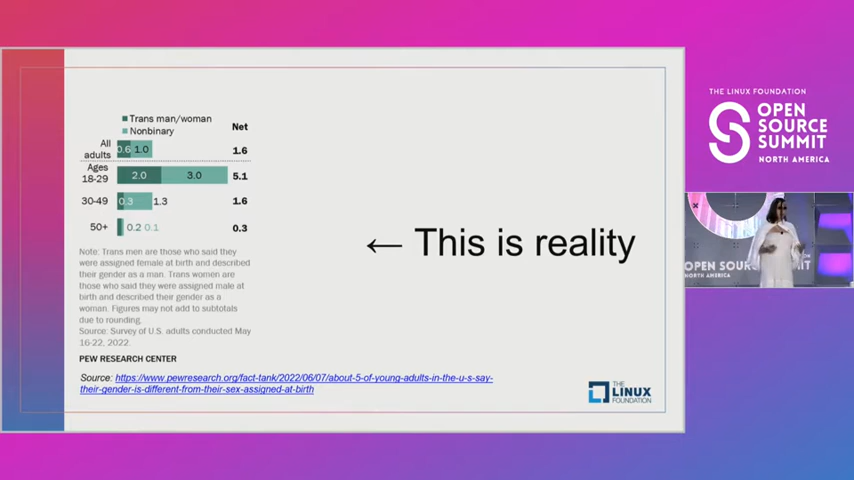 ■ Trans man/woman
■ Nonbinary
Net
All adults 0.6 1.0 1.6
Ages 18-29 2.0 3.0 5.1
30-49 0.3 1.3 1.6
50+ 0.2 0.1 0.3
Note: Trans men are those who said they
were assigned female at birth and described
their gender as a man. Trans women are
those who said they were assigned male at
birth and described their gender as a
woman. Figures may not add to subtotals
due to rounding.
Source: Survey of U.S. adults conducted May
16-22, 2022.
PEW RESEARCH CENTER
Source: https://www.pewresearch.org/fact-tank/2022/06/07/about-5-of-young-adults-in-the-u-s-say-
their-gender-is-different-from-their-sex-assigned-at-birth
← This is reality
THE
LINUX
FOUNDATION
THE LINUX FOUNDATION
OPEN
SOURCE
SUMMIT
NORTH AMERICA
OPEN SOUR
IT
NORTH AMERICA